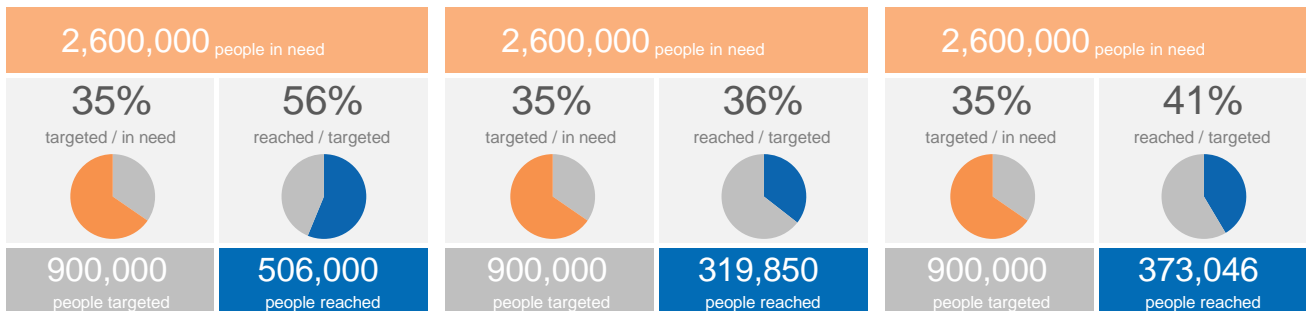 2,600,000 people in need
35%
targeted / in need
56%
reached / targeted
900,000
people targeted
506,000
people reached
2,600,000 people in need
35%
targeted / in need
36%
reached / targeted
900,000
people targeted
319,850
people reached
2,600,000 people in need
35%
targeted / in need
41%
reached / targeted
900,000
people targeted
373,046
people reached